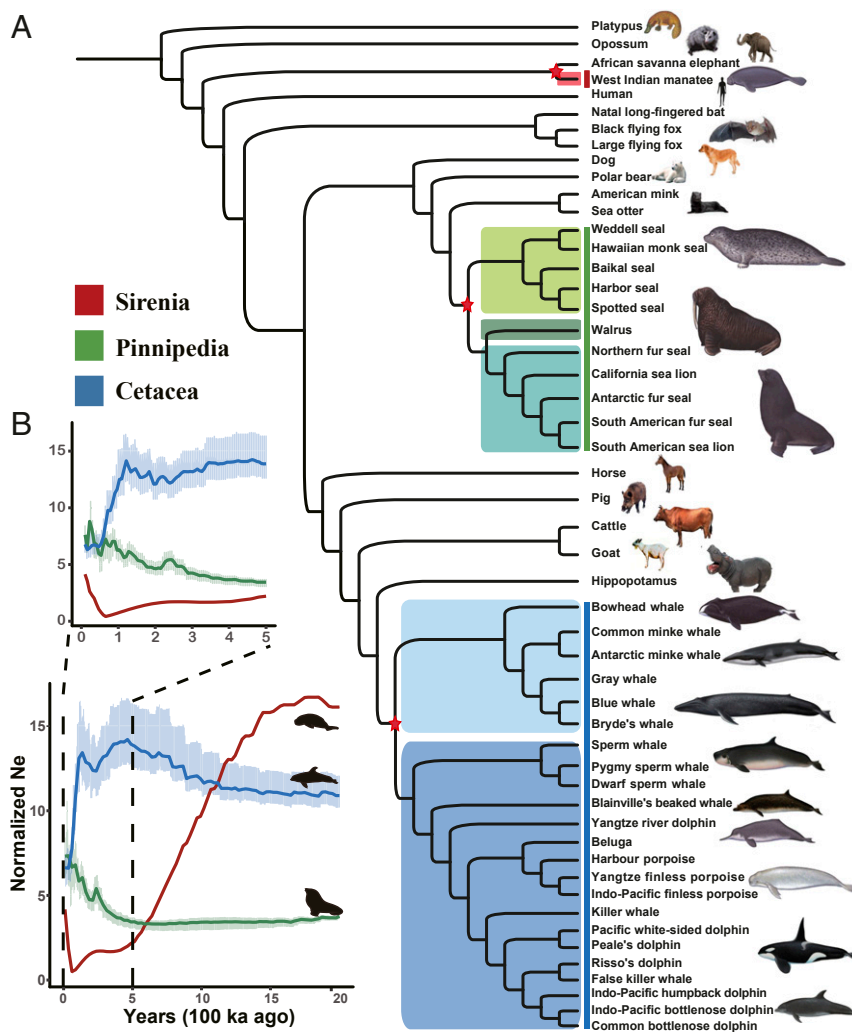 A
Platypus
Opossum
African savanna elephant
West Indian manatee
Human
Natal long-fingered bat
Black flying fox
Large flying fox
Dog
Polar bear
American mink
Sea otter
Weddell seal
Hawaiian monk seal
Baikal seal
Harbor seal
Spotted seal
Walrus
Northern fur seal
California sea lion
Antarctic fur seal
South American fur seal
South American sea lion
Horse
Pig
Cattle
Goat
Hippopotamus
Bowhead whale
Common minke whale
Antarctic minke whale
Gray whale
Blue whale
Bryde's whale
Sperm whale
Pygmy sperm whale
Dwarf sperm whale
Blainville's beaked whale
Yangtze river dolphin
Beluga
Harbour porpoise
Yangtze finless porpoise
Indo-Pacific finless porpoise
Killer whale
Pacific white-sided dolphin
Peale's dolphin
Risso's dolphin
False killer whale
Indo-Pacific humpback dolphin
Indo-Pacific bottlenose dolphin
Common bottlenose dolphin
Sirenia
Pinnipedia
Cetacea
B
15
10
5
0
0 1 2 3 4 5
Normalized Ne
15
10
5
0
0 5 10 15 20
Years (100 ka ago)